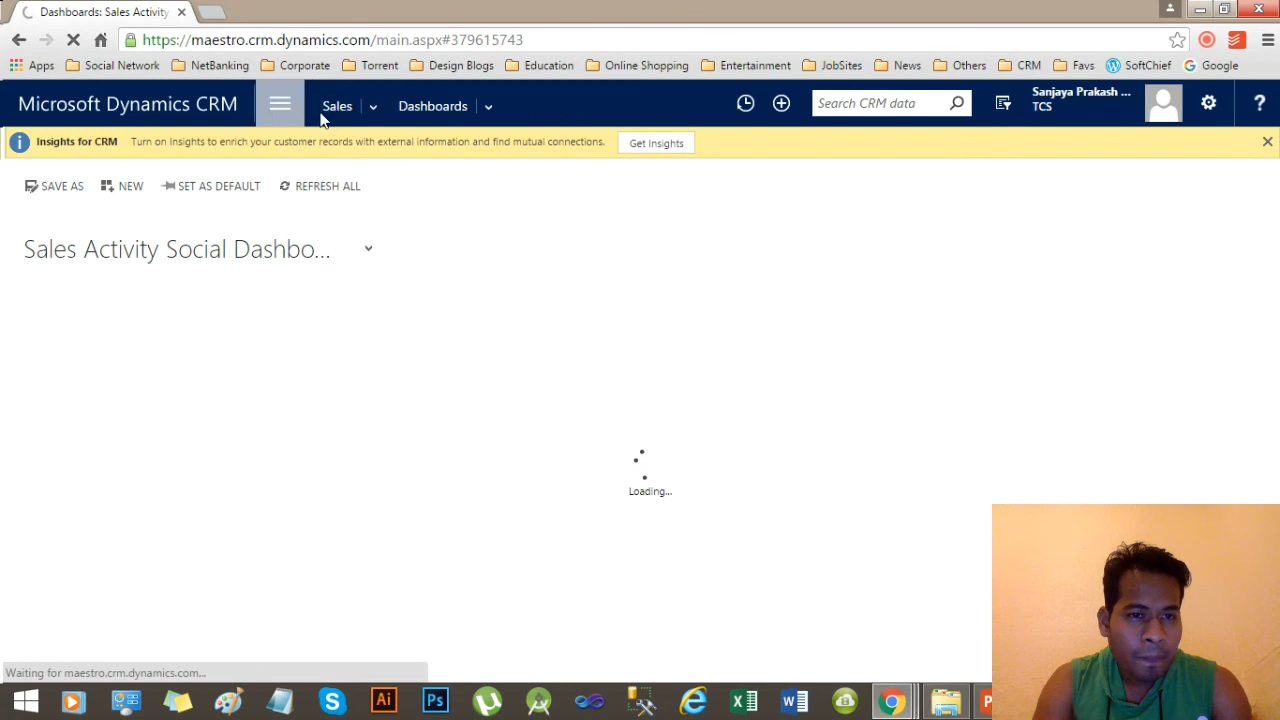 Dashboards: Sales Activity
https://maestro.crm.dynamics.com/main.aspx#379615743
Apps Social Network NetBanking Corporate Torrent Design Blogs Education Online Shopping Entertainment JobSites News Others CRM Favs SoftChief Google
Microsoft Dynamics CRM Sales Dashboards Search CRM data Sanjaya Prakash ...
TCS
Insights for CRM Turn on Insights to enrich your customer records with external information and find mutual connections. Get Insights
SAVE AS NEW SET AS DEFAULT REFRESH ALL
Sales Activity Social Dashbo...
Loading...
Waiting for maestro.crm.dynamics.com...